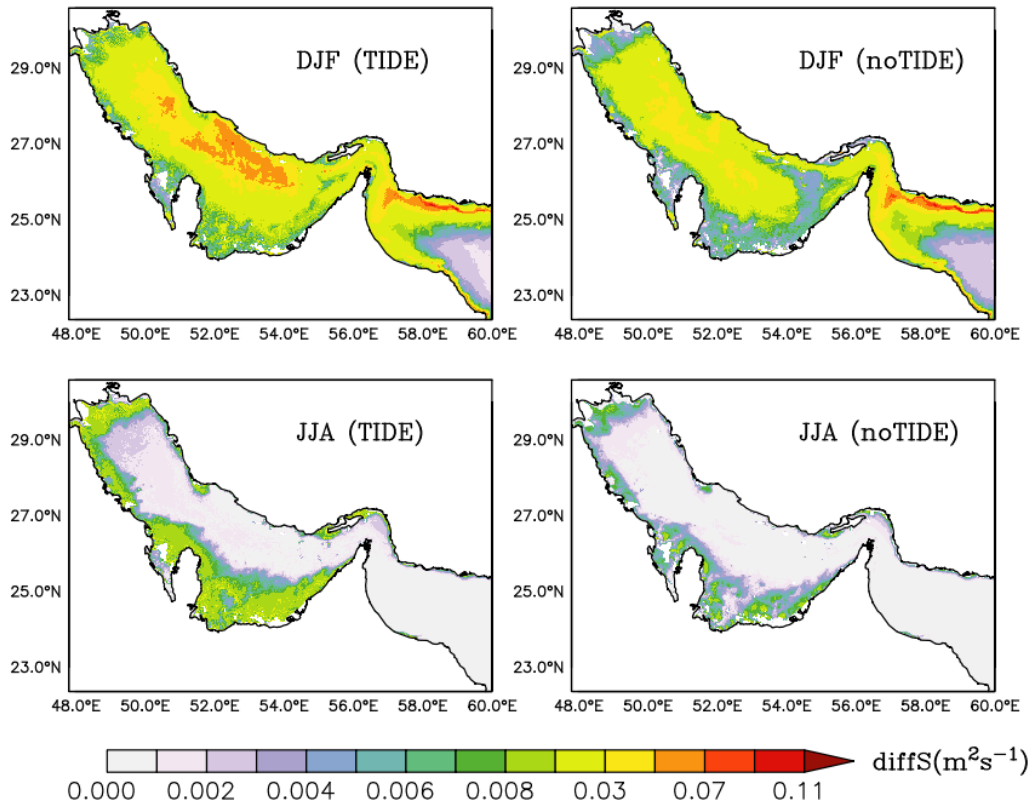 DJF (TIDE)
29.0°N
27.0°N
25.0°N
23.0°N
48.0°E 50.0°E 52.0°E 54.0°E 56.0°E 58.0°E 60.0°E
DJF (noTIDE)
29.0°N
27.0°N
25.0°N
23.0°N
48.0°E 50.0°E 52.0°E 54.0°E 56.0°E 58.0°E 60.0°E
JJA (TIDE)
29.0°N
27.0°N
25.0°N
23.0°N
48.0°E 50.0°E 52.0°E 54.0°E 56.0°E 58.0°E 60.0°E
JJA (noTIDE)
29.0°N
27.0°N
25.0°N
23.0°N
48.0°E 50.0°E 52.0°E 54.0°E 56.0°E 58.0°E 60.0°E
diffS(m²s⁻¹)
0.000 0.002 0.004 0.006 0.008 0.03 0.07 0.11